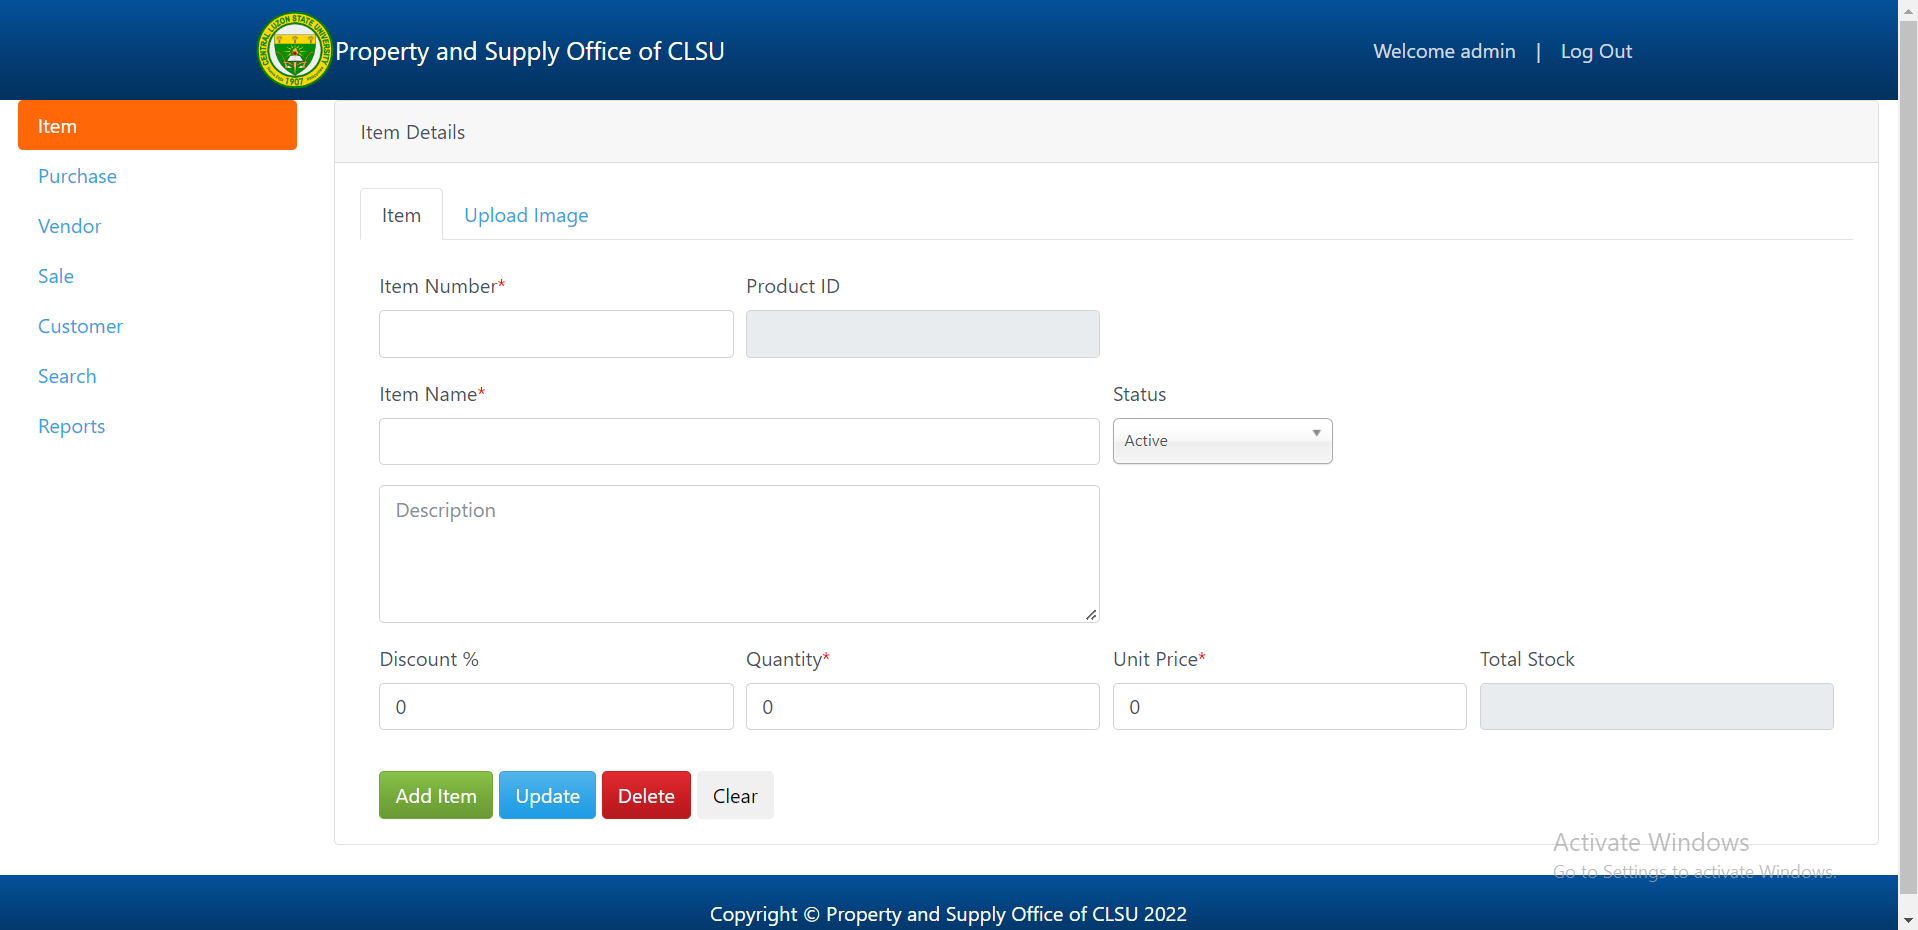 CENTRAL LUZON STATE UNIVERSITY
1907
Property and Supply Office of CLSU
Welcome admin | Log Out
Item
Purchase
Vendor
Sale
Customer
Search
Reports
Item Details
Item Upload Image
Item Number* Product ID
Item Name* Status
Active
Description
Discount % Quantity* Unit Price* Total Stock
0 0 0
Add Item Update Delete Clear
Activate Windows
Go to Settings to activate Windows.
Copyright © Property and Supply Office of CLSU 2022